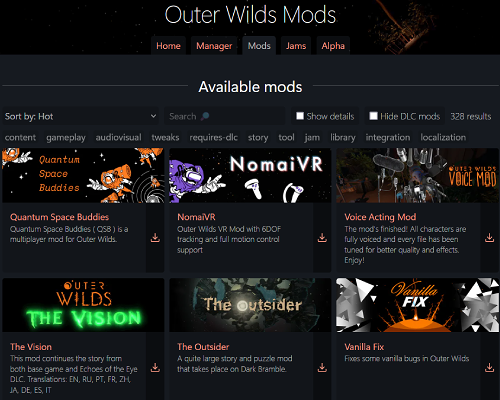 Outer Wilds Mods
Home Manager Mods Jams Alpha
Available mods
Sort by: Hot Search Show details Hide DLC mods 328 results
content gameplay audiovisual tweaks requires-dlc story tool jam library integration localization
Quantum
Space
Buddies
Quantum Space Buddies
Quantum Space Buddies ( QSB ) is a
multiplayer mod for Outer Wilds.
NomaiVR
NomaiVR
Outer Wilds VR Mod with 6DOF
tracking and full motion control
support
OUTER WILDS
VOICE MOD
Voice Acting Mod
The mod's finished! All characters are
fully voiced and every file has been
tuned for better quality and effects.
Enjoy!
OUTER
WILDS
THE VISION
The Vision
This mod continues the story from
both base game and Echoes of the Eye
DLC. Translations: EN, RU, PT, FR, ZH,
JA, DE, ES, IT
The Outsider
The Outsider
A quite large story and puzzle mod
that takes place on Dark Bramble.
Vanilla
FIX
Vanilla Fix
Fixes some vanilla bugs in Outer Wilds